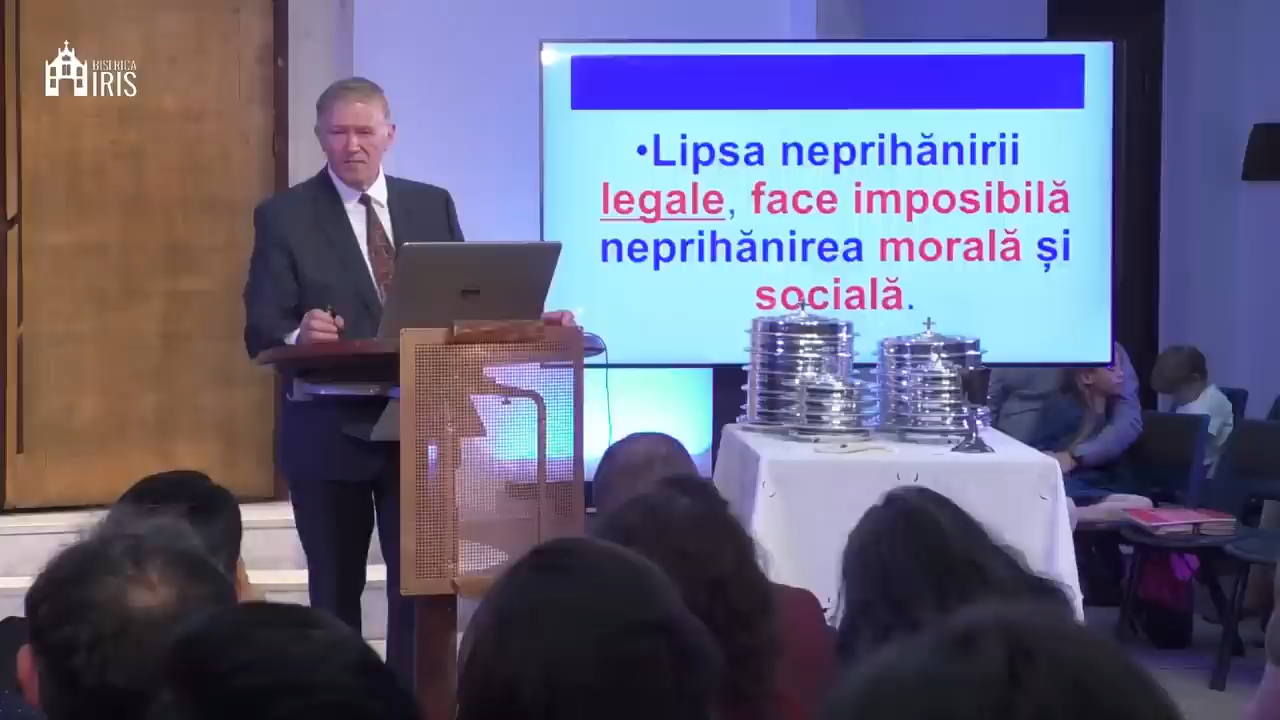 BISERICA
IRIS
•Lipsa neprihănirii
legale, face imposibilă
neprihănirea morală și
socială.